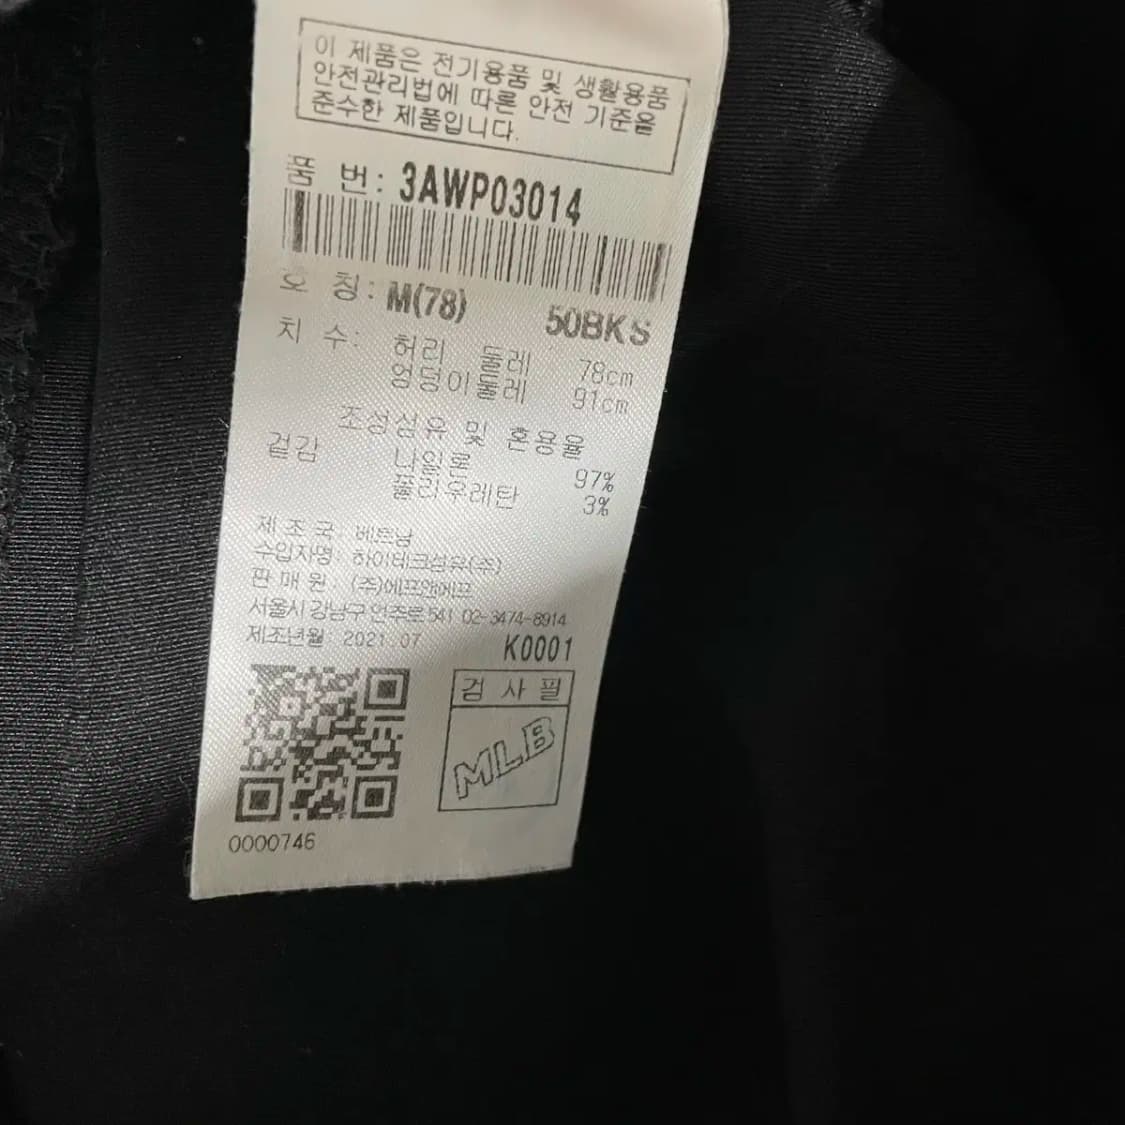 이 제품은 전기용품 및 생활용품
안전관리법에 따른 안전 기준을
준수한 제품입니다.
품 번: 3AWP03014
호 칭: M(78) 50BKS
치 수: 허리 둘레 78cm
엉덩이둘레 91cm
조성섬유 및 혼용율
겉감 나일론 97%
폴리우레탄 3%
제 조 국: 베트남
수입자명: 하이테크섬유(주)
판 매 원 (주)에프앤에프
서울시 강남구 언주로 541 02-3474-8914
제조년월 2021.07 K0001
검 사 필
MLB
0000746